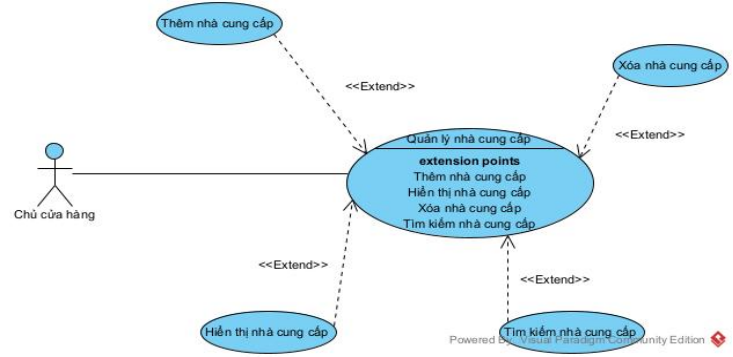 Thêm nhà cung cấp
Xóa nhà cung cấp
<<Extend>>
<<Extend>>
Quản lý nhà cung cấp
extension points
Thêm nhà cung cấp
Hiển thị nhà cung cấp
Xóa nhà cung cấp
Tìm kiếm nhà cung cấp
Chủ cửa hàng
<<Extend>>
<<Extend>>
Hiển thị nhà cung cấp
Tìm kiếm nhà cung cấp
Powered By Visual Paradigm Community Edition